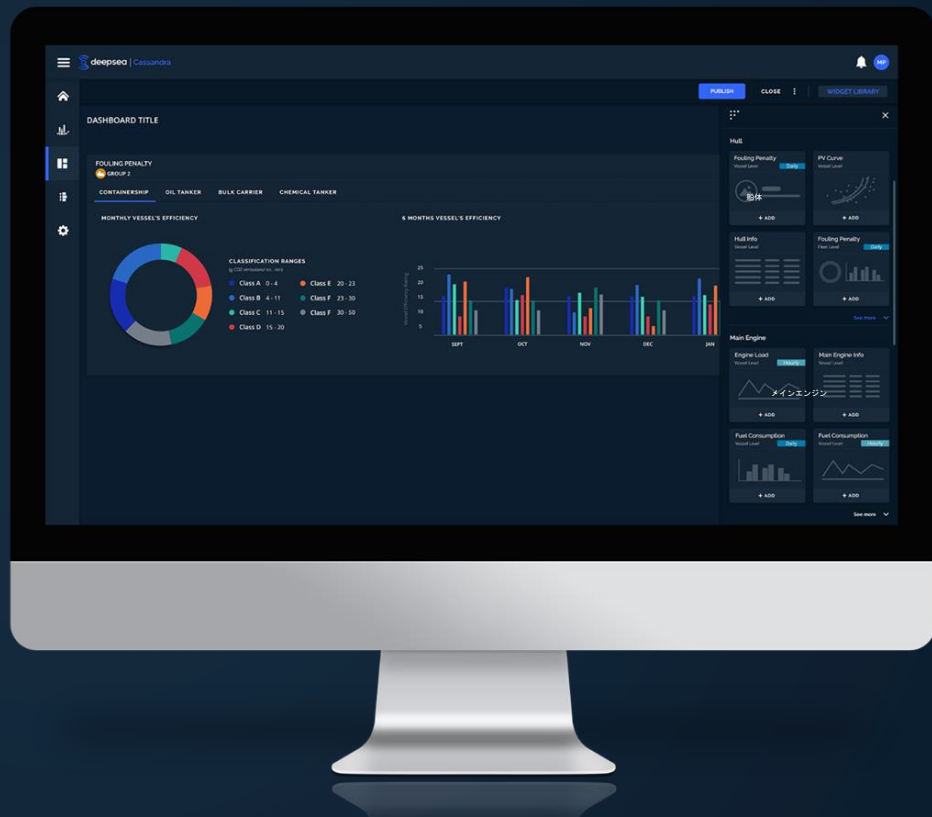 deepsea | Cassandra
MP
PUBLISH
CLOSE
WIDGET LIBRARY
DASHBOARD TITLE
FOULING PENALTY
GROUP 2
CONTAINERSHIP OIL TANKER BULK CARRIER CHEMICAL TANKER
MONTHLY VESSEL'S EFFICIENCY
CLASSIFICATION RANGES
Class A 0 - 4
Class E 20 - 23
Class B 4 - 11
Class F 23 - 30
Class C 11 - 15
Class F 30 - 50
Class D 15 - 20
6 MONTHS VESSEL'S EFFICIENCY
Vessel Efficiency Rating
25
20
15
10
5
SEPT OCT NOV DEC JAN
Hull
Fouling Penalty
Vessel Level
Daily
船体
+ ADD
PV Curve
Vessel Level
+ ADD
Hull Info
Vessel Level
+ ADD
Fouling Penalty
Fleet Level
Daily
+ ADD
See more
Main Engine
Engine Load
Vessel Level
Hourly
メインエンジン
+ ADD
Main Engine Info
Vessel Level
+ ADD
Fuel Consumption
Vessel Level
Daily
+ ADD
Fuel Consumption
Vessel Level
Hourly
+ ADD
See more